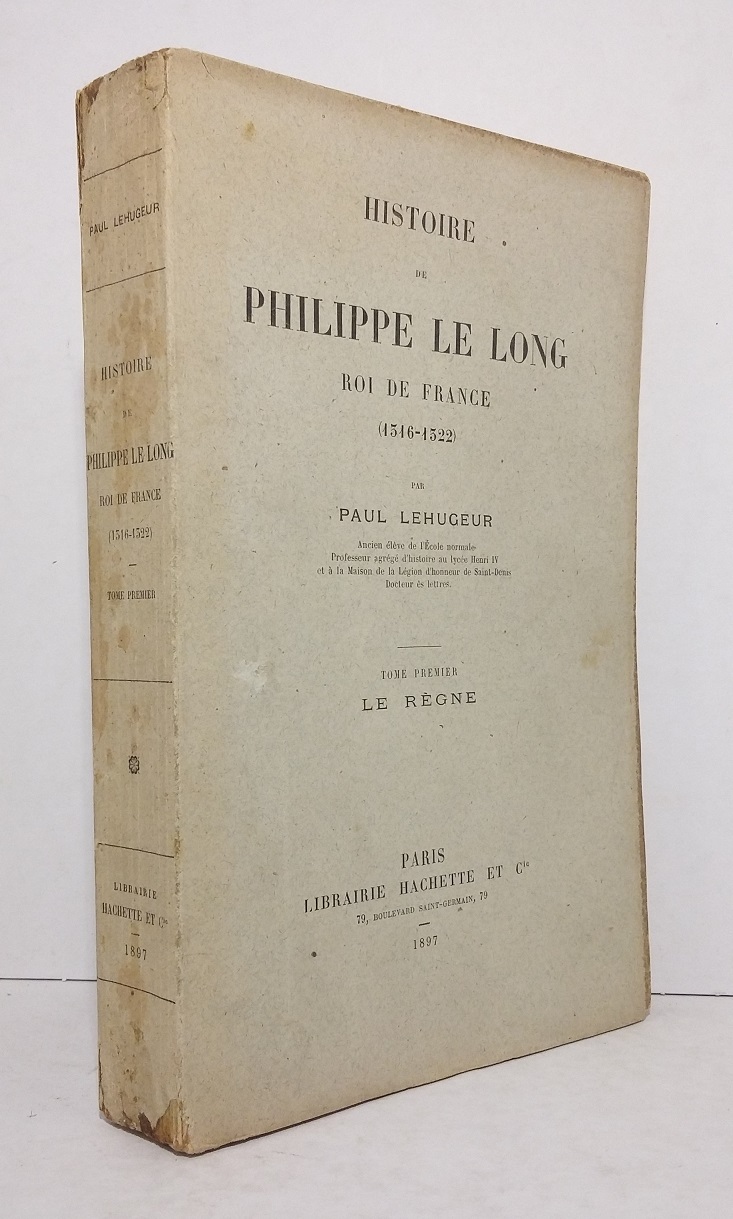 PAUL LEHUGEUR
HISTOIRE
DE
PHILIPPE LE LONG
ROI DE FRANCE
(1316-1322)
TOME PREMIER
LIBRAIRIE
HACHETTE ET Cie
1897
HISTOIRE
DE
PHILIPPE LE LONG
ROI DE FRANCE
(1316-1322)
PAR
PAUL LEHUGEUR
Ancien élève de l'École normale
Professeur agrégé d'histoire au lycée Henri IV
et à la Maison de la Légion d'honneur de Saint-Denis
Docteur ès lettres.
TOME PREMIER
LE RÈGNE
PARIS
LIBRAIRIE HACHETTE ET Cie
79, BOULEVARD SAINT-GERMAIN, 79
1897